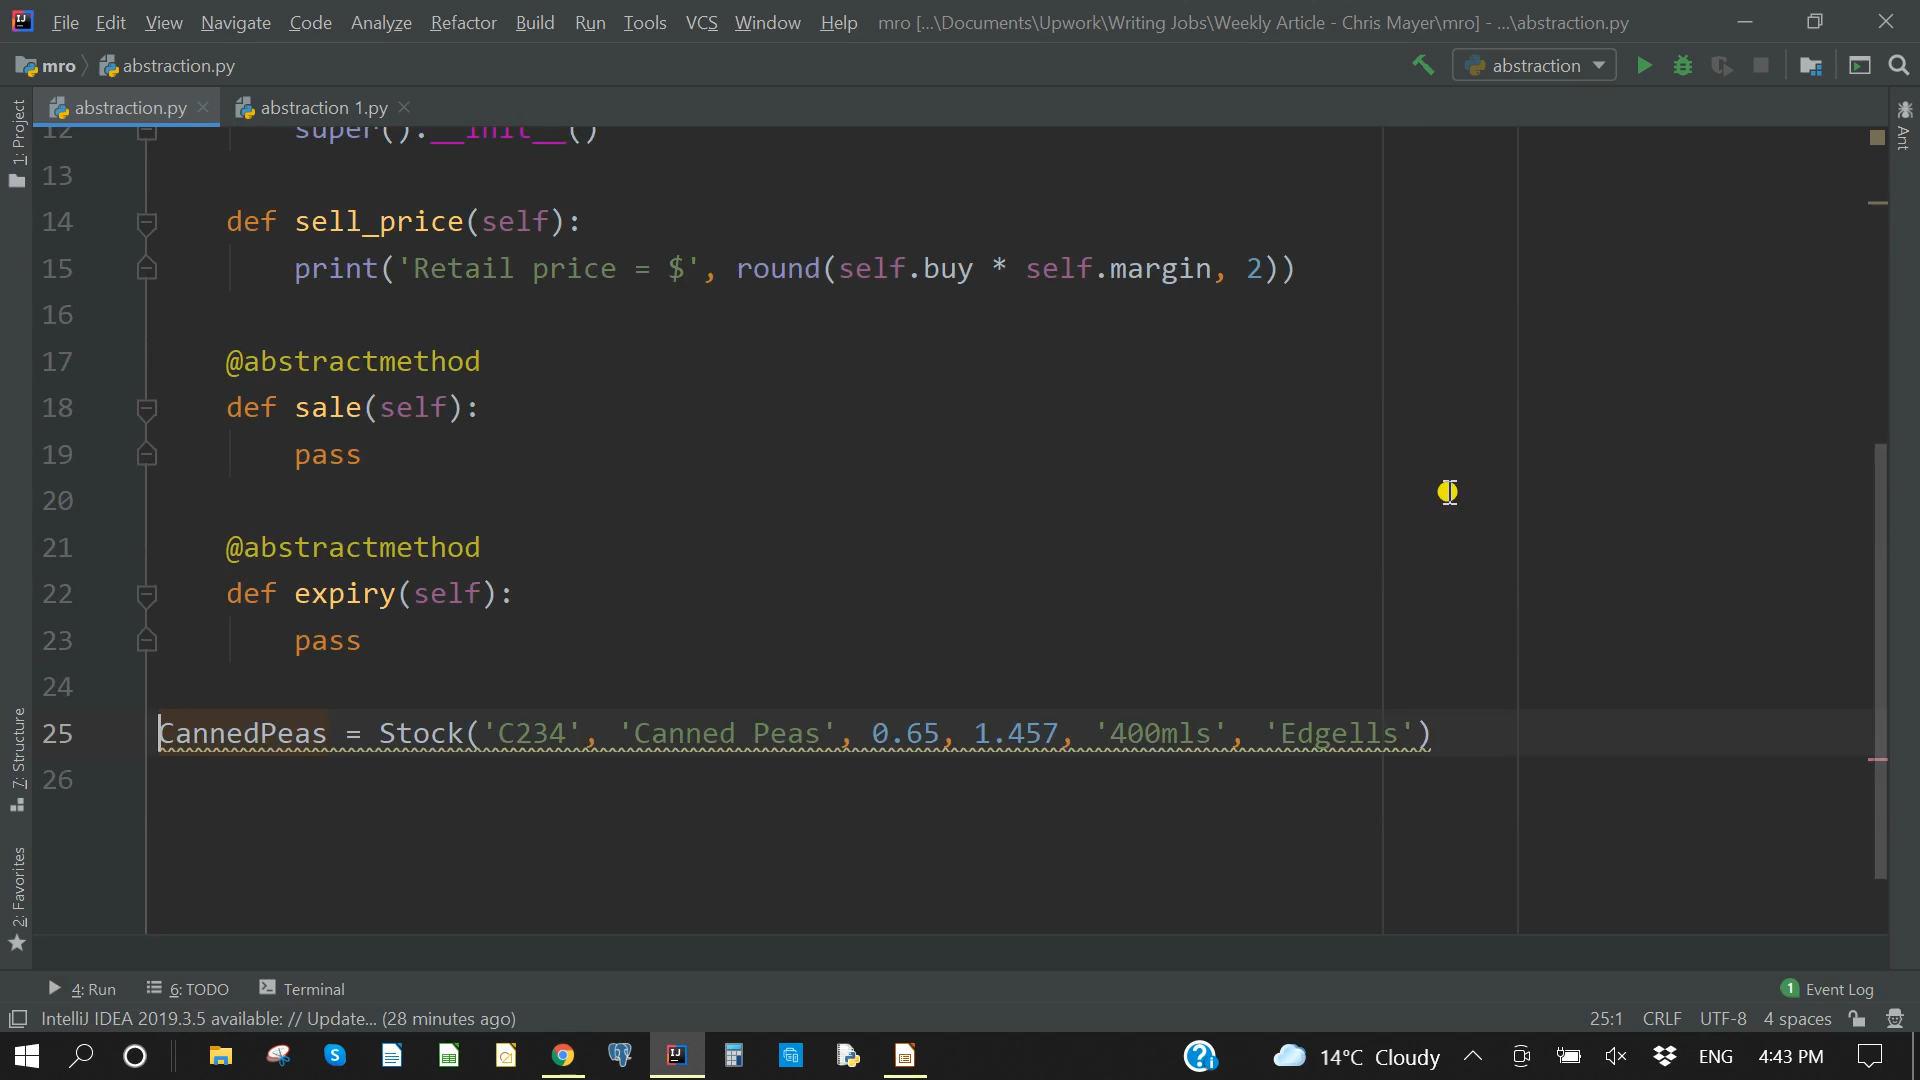 File Edit View Navigate Code Analyze Refactor Build Run Tools VCS Window Help mro [...\Documents\Upwork\Writing Jobs\Weekly Article - Chris Mayer\mro] - ...\abstraction.py
mro abstraction.py abstraction
abstraction.py abstraction 1.py
1: Project
Ant
12 super().__init__()
13
14 def sell_price(self):
15 print('Retail price = $', round(self.buy * self.margin, 2))
16
17 @abstractmethod
18 def sale(self):
19 pass
20
21 @abstractmethod
22 def expiry(self):
23 pass
24
25 CannedPeas = Stock('C234', 'Canned Peas', 0.65, 1.457, '400mls', 'Edgells')
26
7: Structure
2: Favorites
4: Run 6: TODO Terminal 1 Event Log
IntelliJ IDEA 2019.3.5 available: // Update... (28 minutes ago) 25:1 CRLF UTF-8 4 spaces
14°C Cloudy ENG 4:43 PM